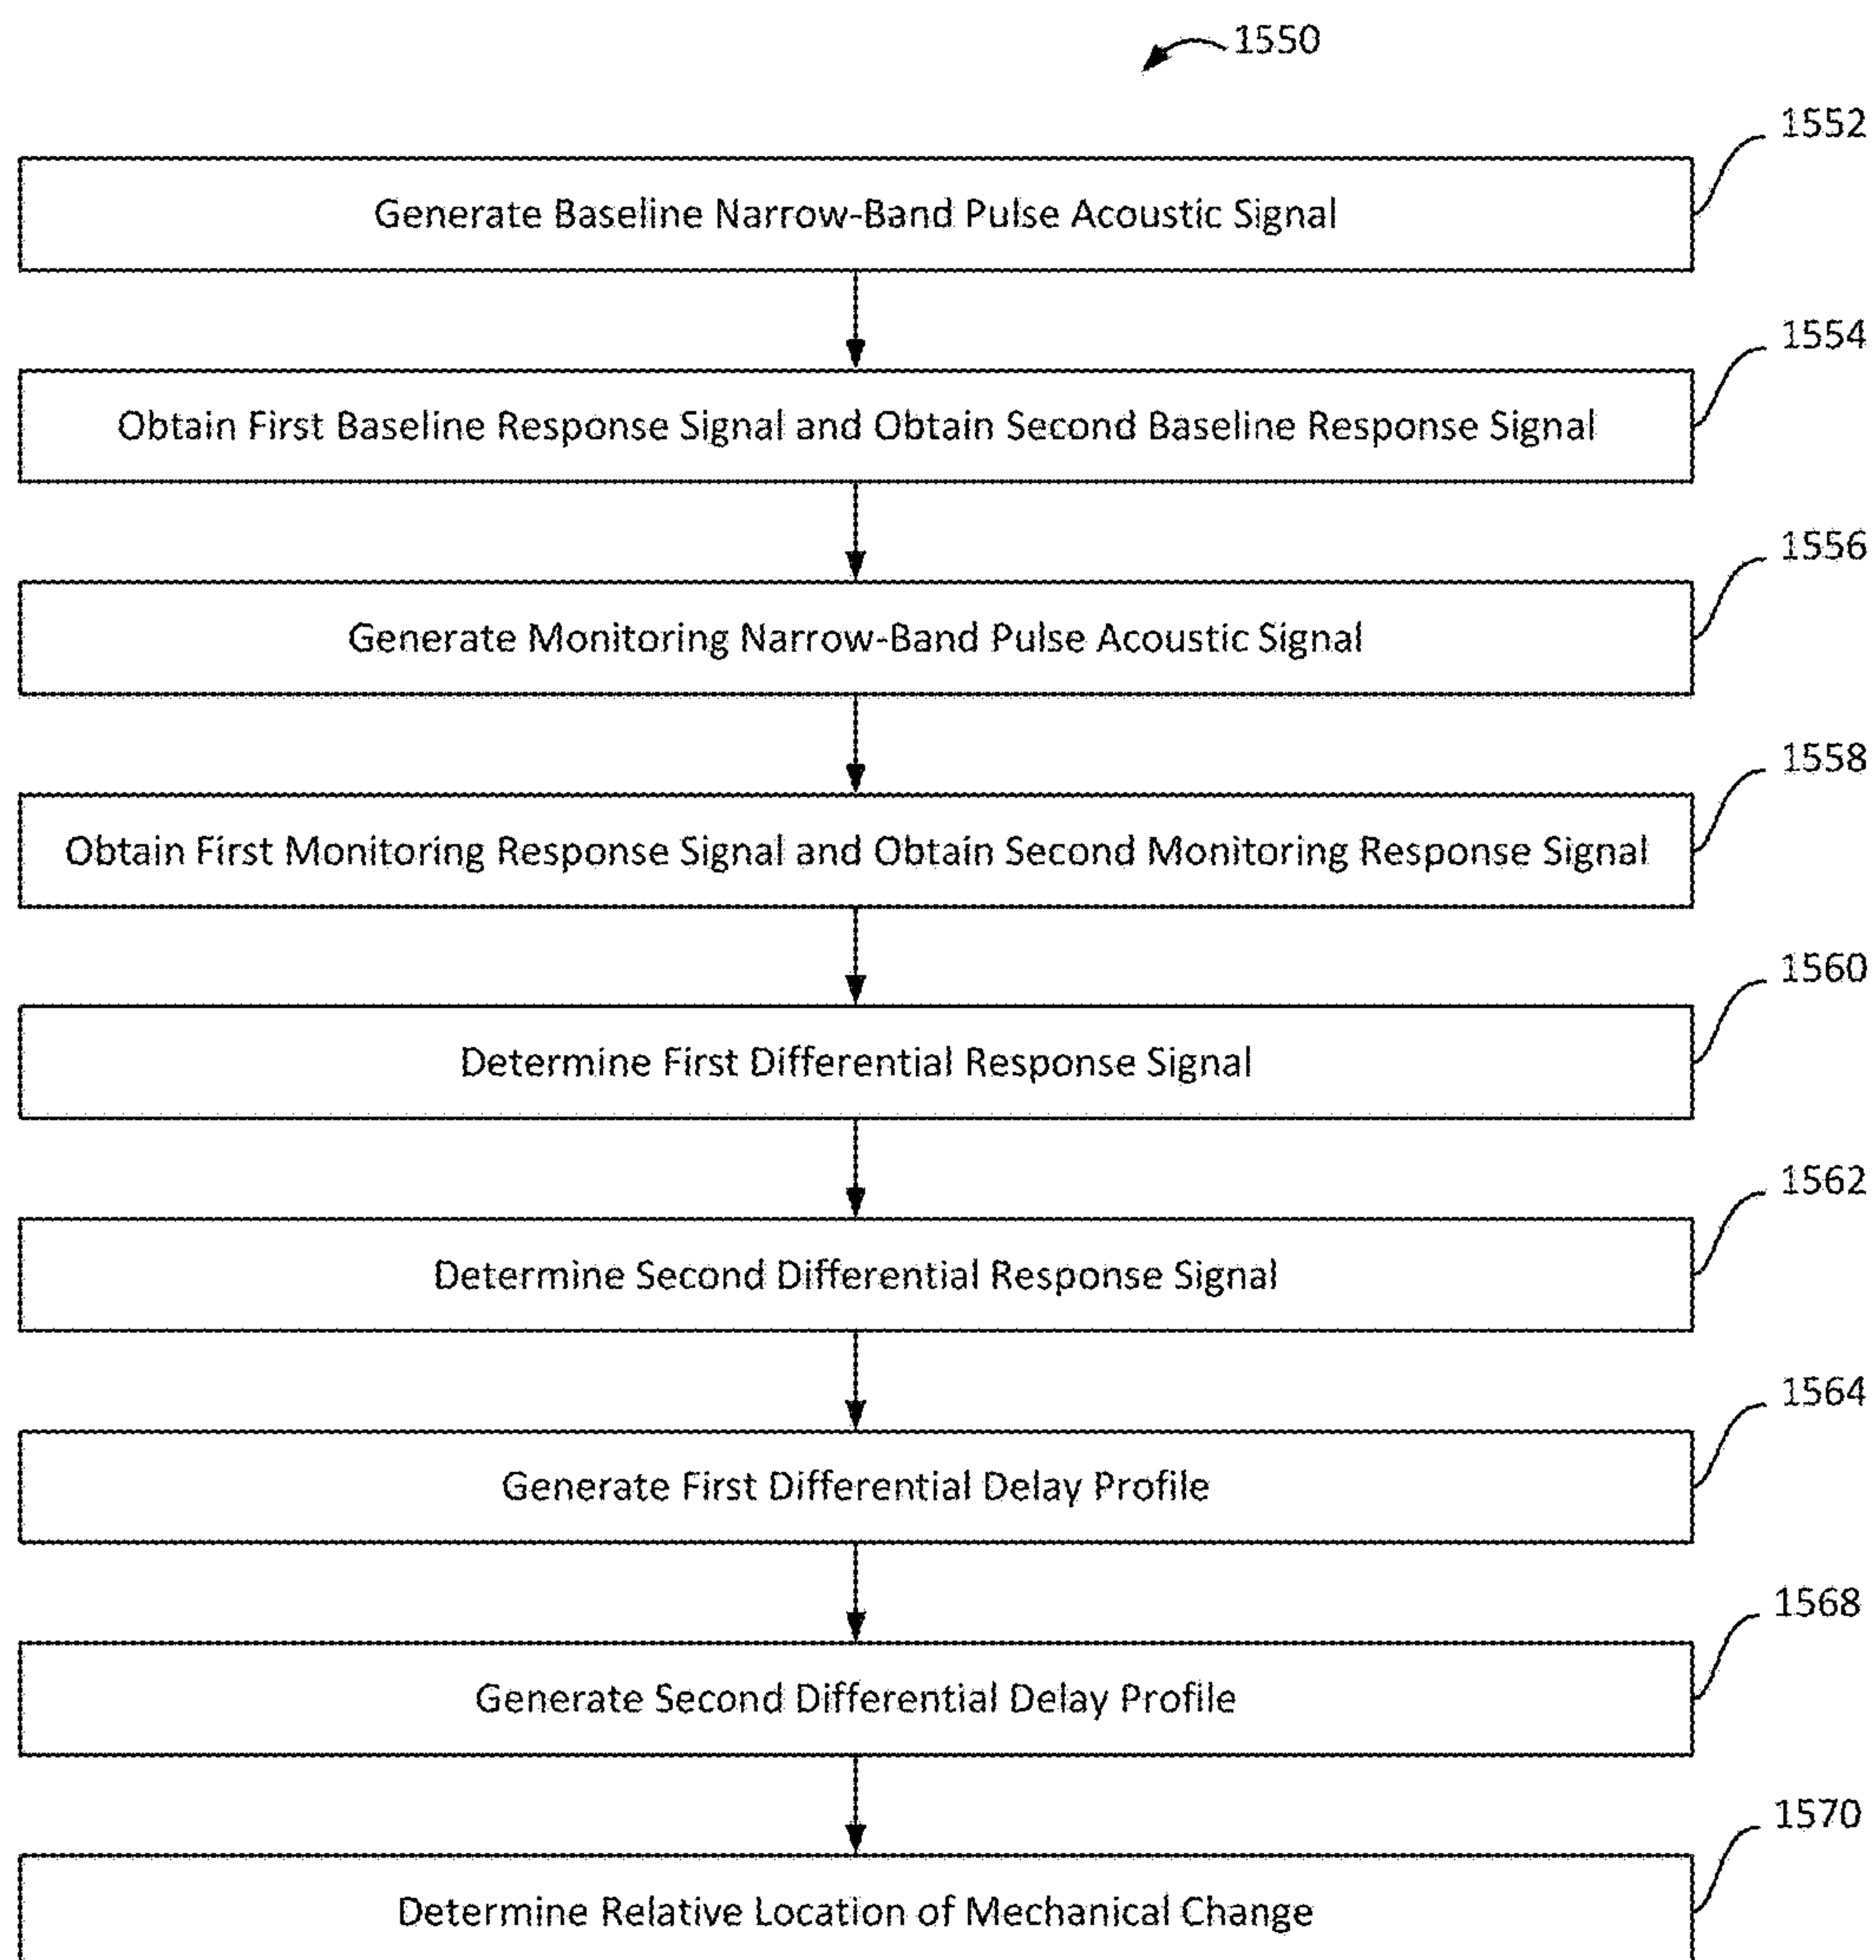 1550
1552
Generate Baseline Narrow-Band Pulse Acoustic Signal
1554
Obtain First Baseline Response Signal and Obtain Second Baseline Response Signal
1556
Generate Monitoring Narrow-Band Pulse Acoustic Signal
1558
Obtain First Monitoring Response Signal and Obtain Second Monitoring Response Signal
1560
Determine First Differential Response Signal
1562
Determine Second Differential Response Signal
1564
Generate First Differential Delay Profile
1568
Generate Second Differential Delay Profile
1570
Determine Relative Location of Mechanical Change